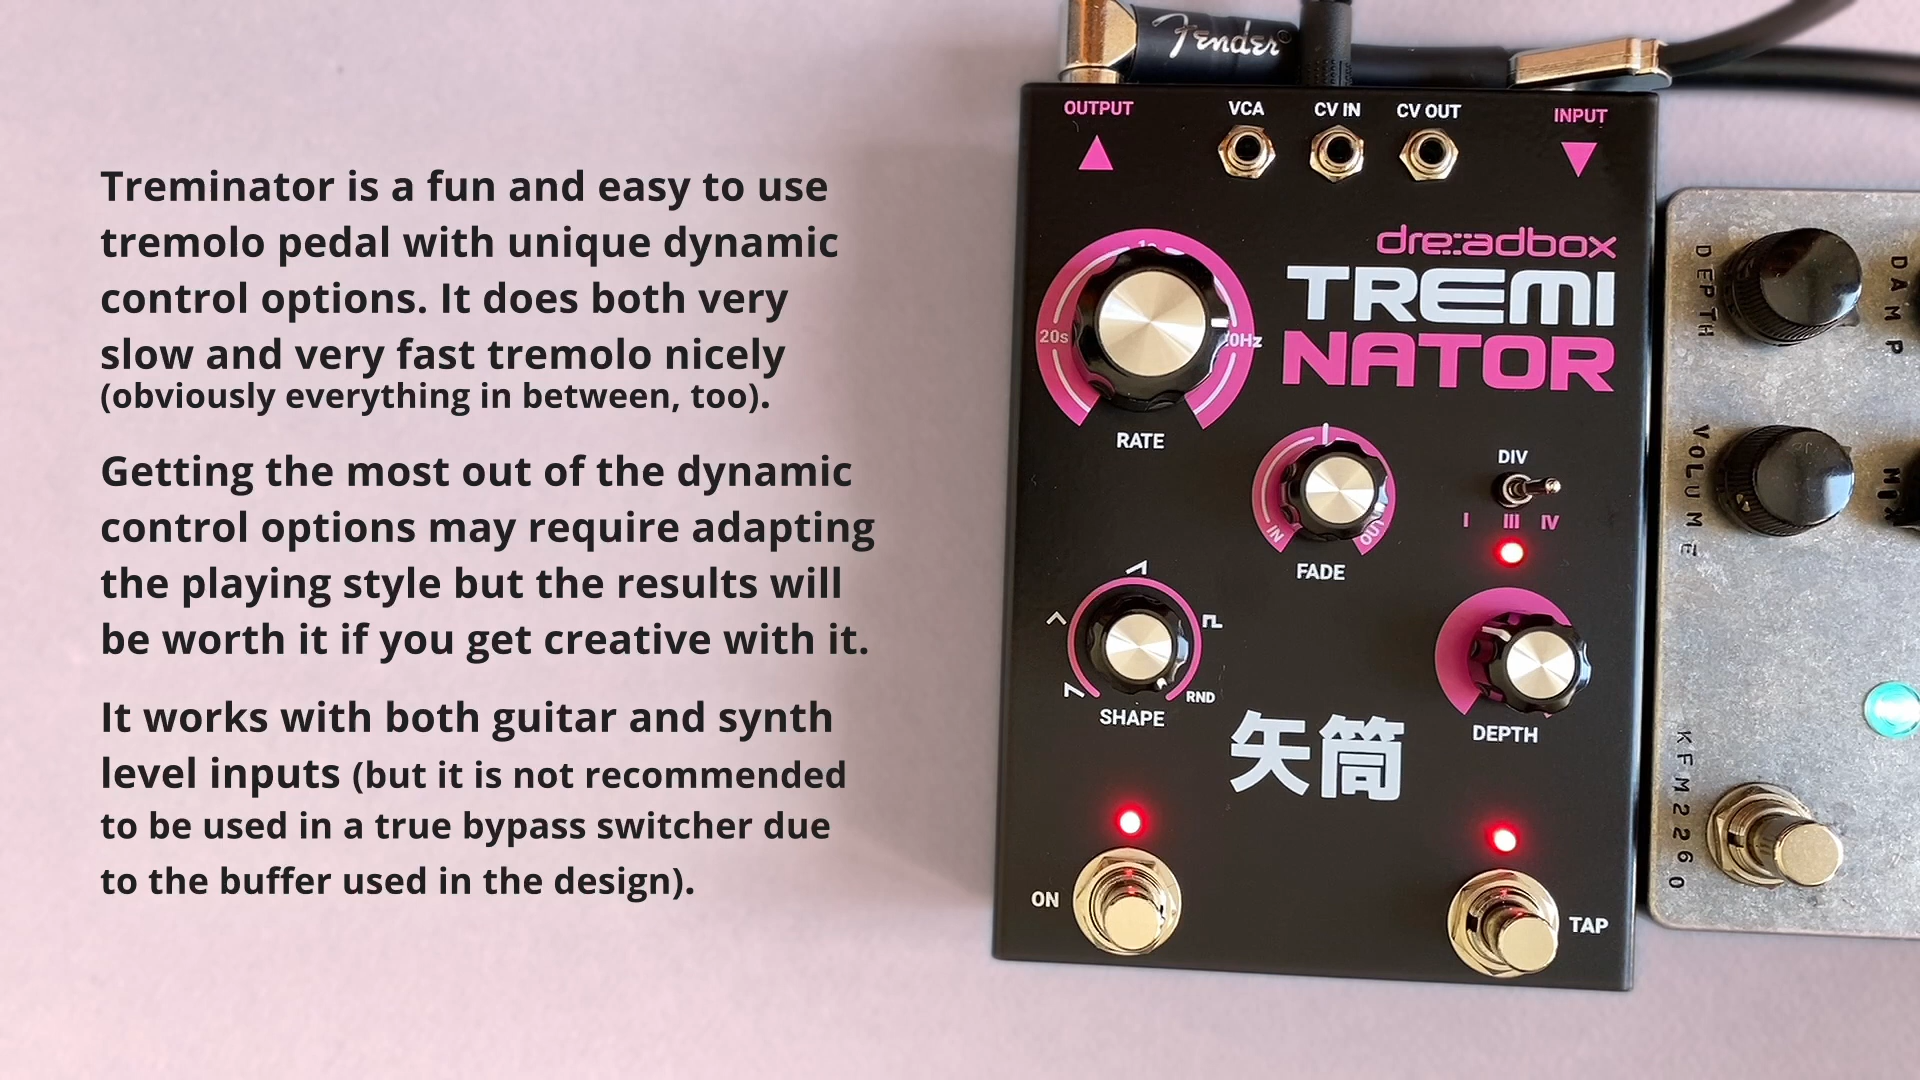 Treminator is a fun and easy to use
tremolo pedal with unique dynamic
control options. It does both very
slow and very fast tremolo nicely
(obviously everything in between, too).
Getting the most out of the dynamic
control options may require adapting
the playing style but the results will
be worth it if you get creative with it.
It works with both guitar and synth
level inputs (but it is not recommended
to be used in a true bypass switcher due
to the buffer used in the design).
Fender
OUTPUT
VCA
CV IN
CV OUT
INPUT
dreadbox
TREMI
NATOR
20s
RATE
DIV
I III IV
IN
OUT
FADE
RND
SHAPE
DEPTH
矢筒
ON
TAP
DEPTH
DAMP
VOLUME
MIX
KFM2260